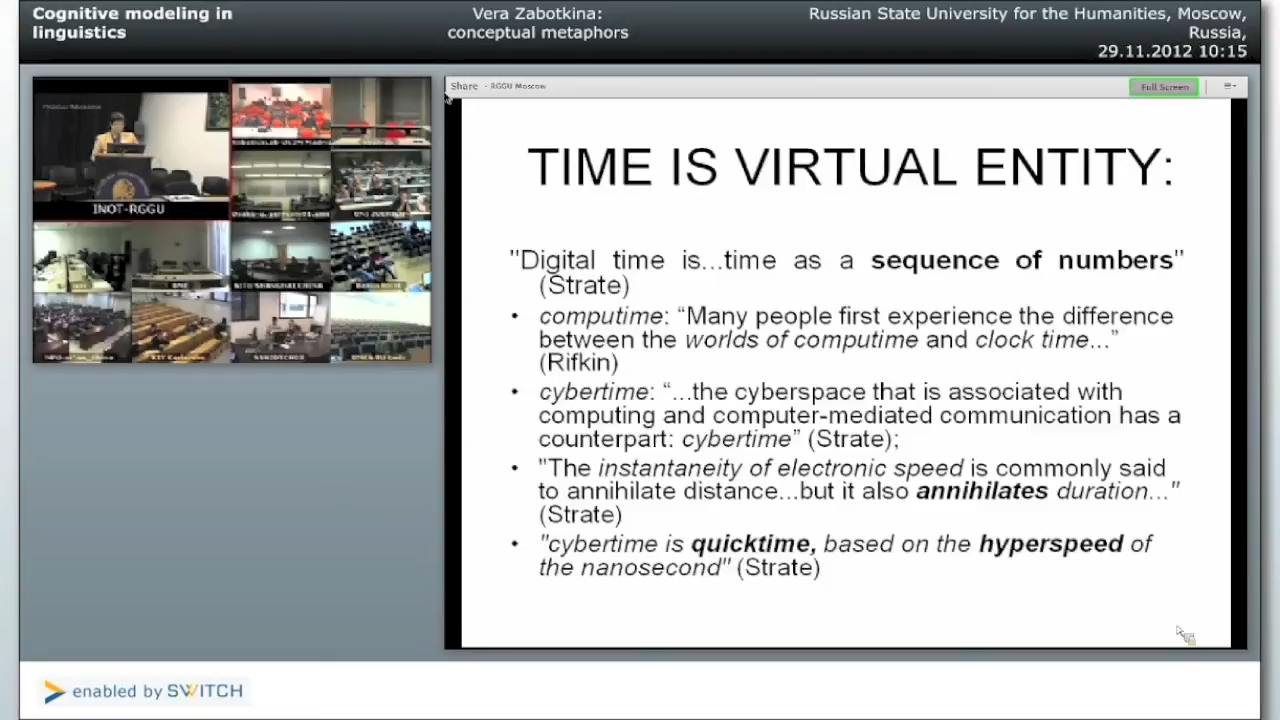 Cognitive modeling in
linguistics
Vera Zabotkina:
conceptual metaphors
Russian State University for the Humanities, Moscow,
Russia,
29.11.2012 10:15
Share - RGGU Moscow
Full Screen
INOT-RGGU
TIME IS VIRTUAL ENTITY:
"Digital time is...time as a sequence of numbers"
(Strate)
• computime: “Many people first experience the difference
between the worlds of computime and clock time...”
(Rifkin)
• cybertime: “...the cyberspace that is associated with
computing and computer-mediated communication has a
counterpart: cybertime” (Strate);
• "The instantaneity of electronic speed is commonly said
to annihilate distance...but it also annihilates duration..."
(Strate)
• "cybertime is quicktime, based on the hyperspeed of
the nanosecond" (Strate)
enabled by SWITCH